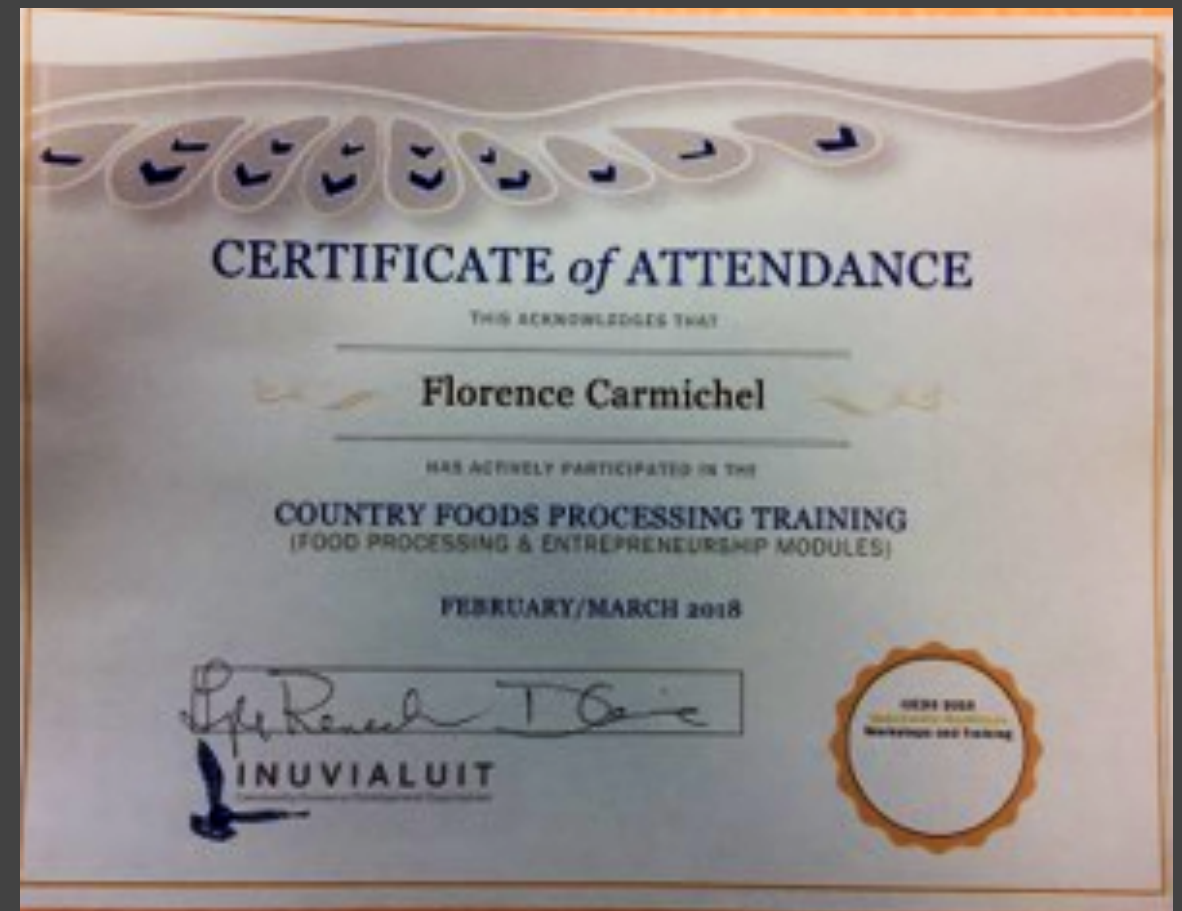 CERTIFICATE of ATTENDANCE
THIS ACKNOWLEDGES THAT
Florence Carmichel
HAS ACTIVELY PARTICIPATED IN THE
COUNTRY FOODS PROCESSING TRAINING
(FOOD PROCESSING & ENTREPRENEURSHIP MODULES)
FEBRUARY/MARCH 2018
INUVIALUIT
Workshops and Training